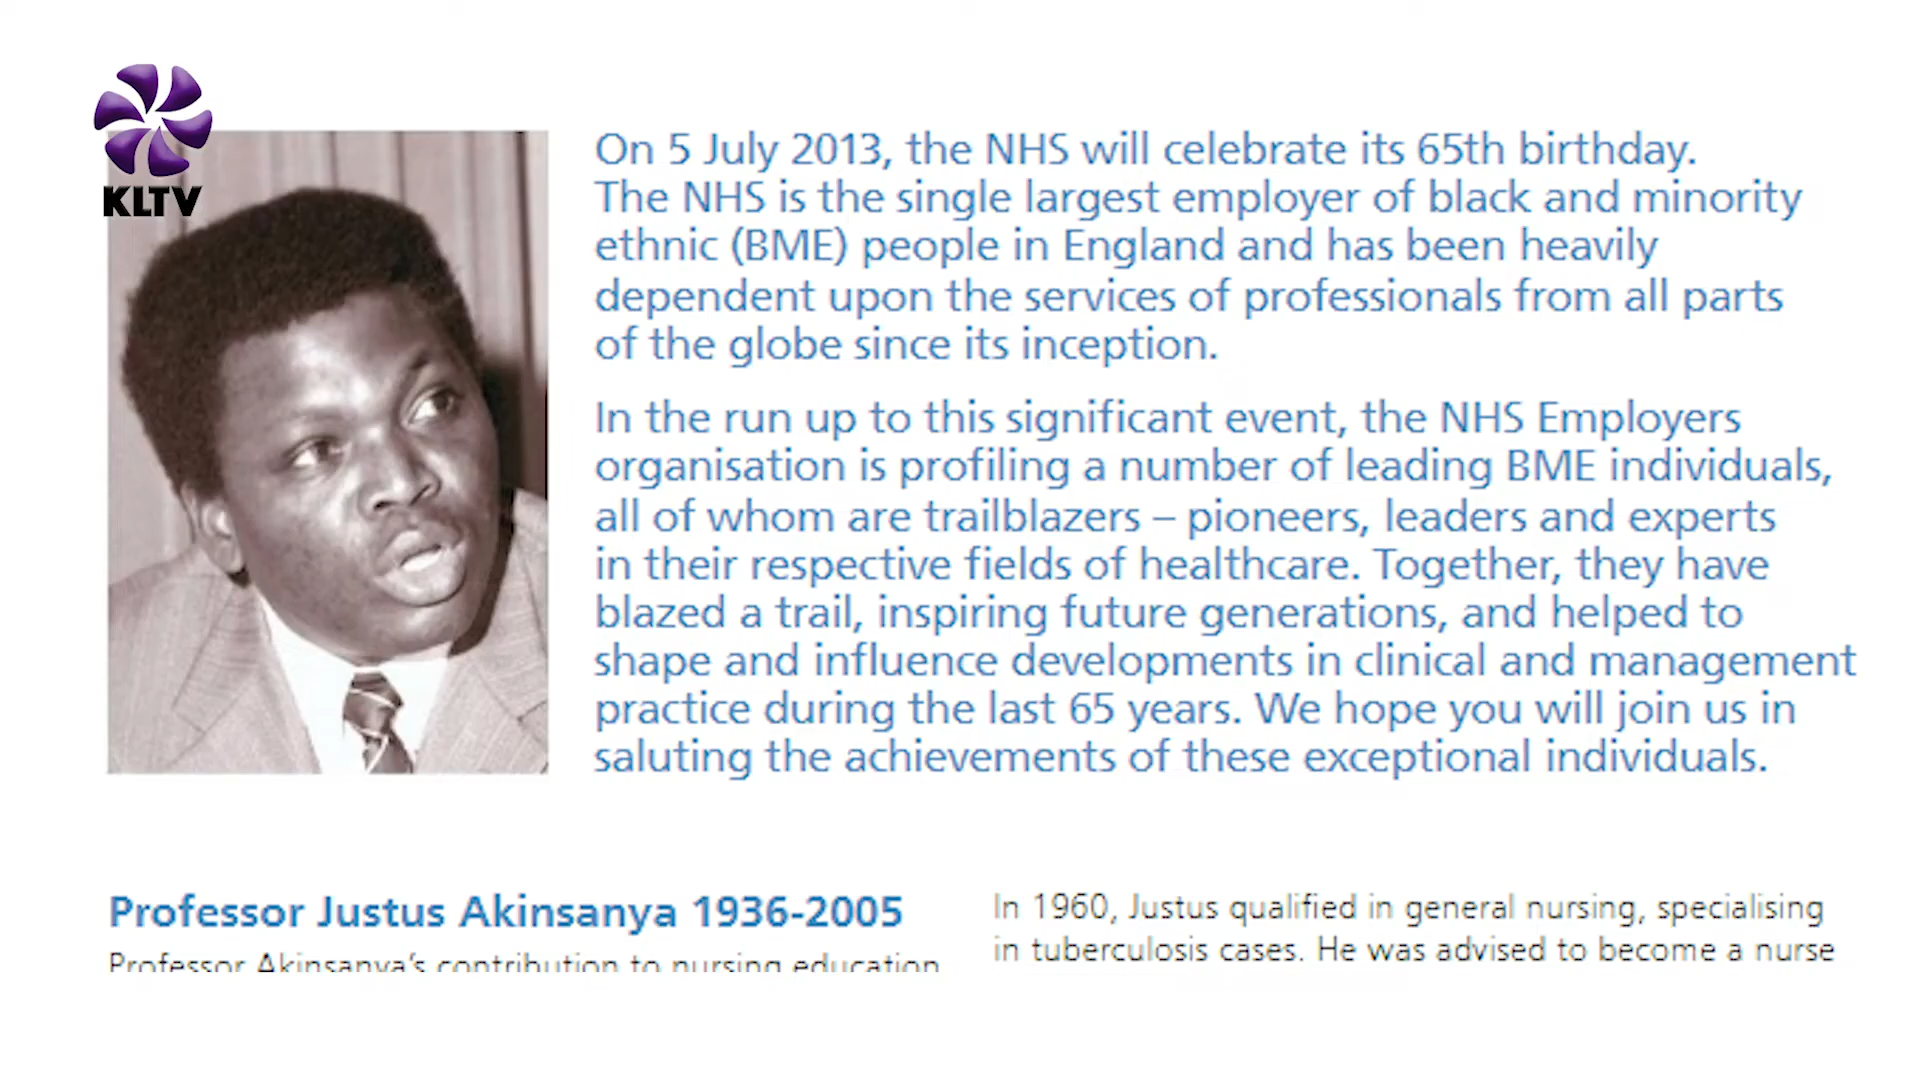 KLTV
On 5 July 2013, the NHS will celebrate its 65th birthday.
The NHS is the single largest employer of black and minority
ethnic (BME) people in England and has been heavily
dependent upon the services of professionals from all parts
of the globe since its inception.
In the run up to this significant event, the NHS Employers
organisation is profiling a number of leading BME individuals,
all of whom are trailblazers – pioneers, leaders and experts
in their respective fields of healthcare. Together, they have
blazed a trail, inspiring future generations, and helped to
shape and influence developments in clinical and management
practice during the last 65 years. We hope you will join us in
saluting the achievements of these exceptional individuals.
Professor Justus Akinsanya 1936-2005
Professor Akinsanya's contribution to nursing education
In 1960, Justus qualified in general nursing, specialising
in tuberculosis cases. He was advised to become a nurse